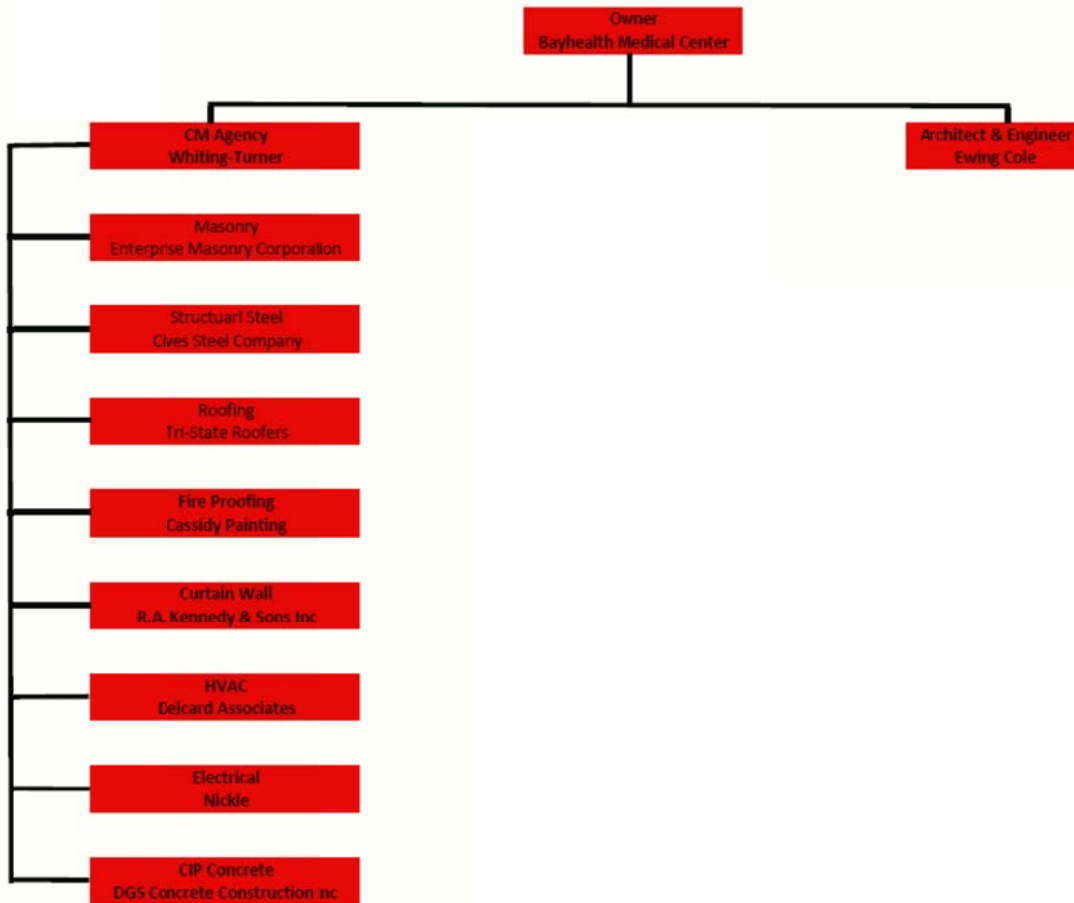 Owner
Bayhealth Medical Center
CM Agency
Whiting-Turner
Architect & Engineer
Ewing Cole
Masonry
Enterprise Masonry Corporation
Structuarl Steel
Cives Steel Company
Roofing
Tri-State Roofers
Fire Proofing
Cassidy Painting
Curtain Wall
R.A. Kennedy & Sons Inc
HVAC
Delcard Associates
Electrical
Nickle
CIP Concrete
DGS Concrete Construction Inc